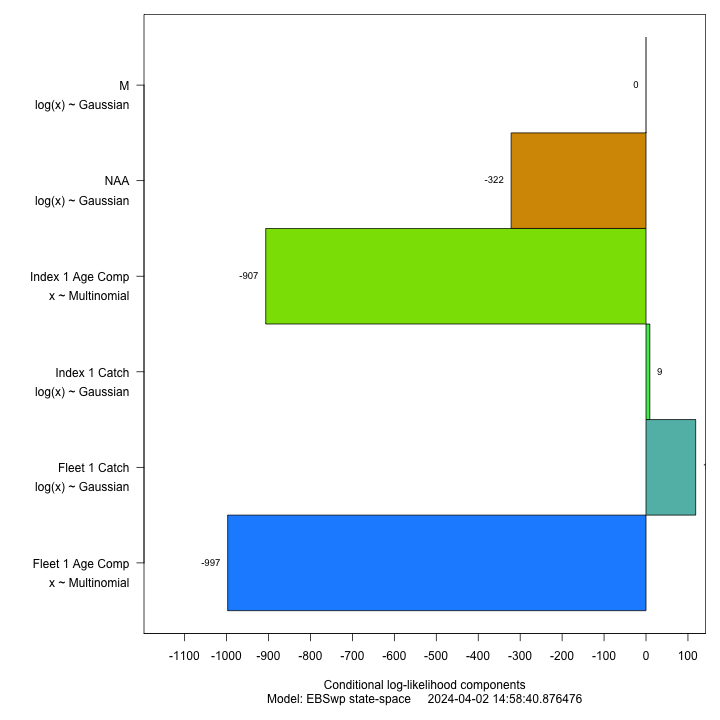 M
log(x) ~ Gaussian
0
NAA
log(x) ~ Gaussian
-322
Index 1 Age Comp
x ~ Multinomial
-907
Index 1 Catch
log(x) ~ Gaussian
9
Fleet 1 Catch
log(x) ~ Gaussian
Fleet 1 Age Comp
x ~ Multinomial
-997
-1100 -1000 -900 -800 -700 -600 -500 -400 -300 -200 -100 0 100
Conditional log-likelihood components
Model: EBSwp state-space 2024-04-02 14:58:40.876476